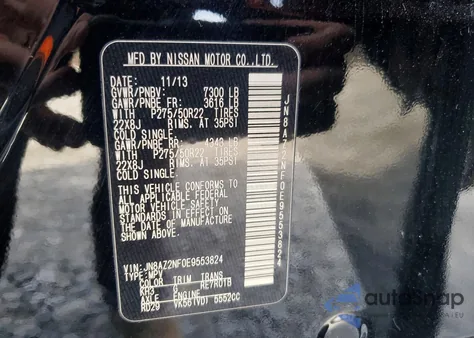 MFD BY NISSAN MOTOR CO.,LTD.
DATE: 11/13
GVWR/PNBV: 7300 LB
GAWR/PNBE FR: 3616 LB
WITH P275/50R22 TIRES
22X8J RIMS, AT 35PSI
COLD SINGLE.
GAWR/PNBE RR:
WITH P275/50R22 TIRES
22X8J RIMS, AT 35PSI
COLD SINGLE.
THIS VEHICLE CONFORMS TO
ALL APPLICABLE FEDERAL
MOTOR VEHICLE SAFETY
STANDARDS IN EFFECT ON
THE DATE OF MANUFACTURE
SHOWN ABOVE.
VIN: JN8AZ2NF0E9553824
TYPE: MPV
COLOR TRIM TRANS
KH3 G RE7R01B
AXLE ENGINE
RD29 VK56(VD) 5552CC
JN8AZ2NF0E9553824
autoSnap